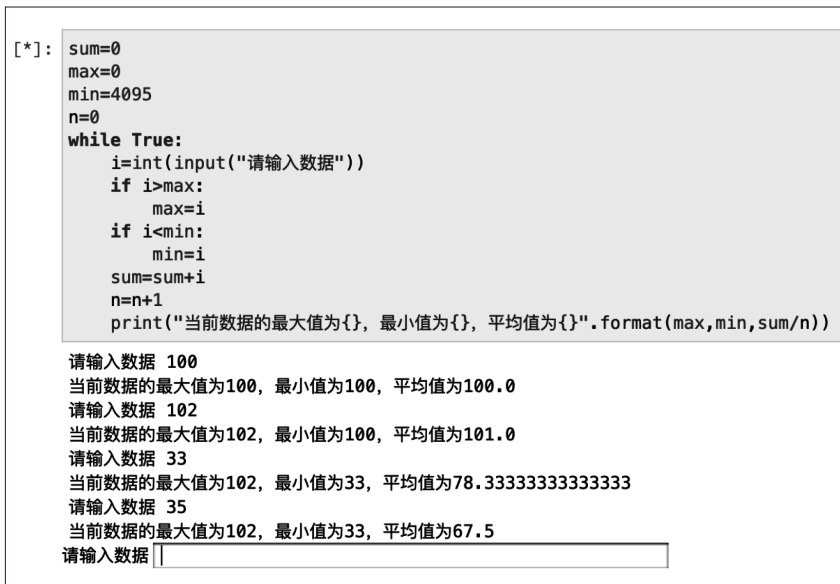 [*]: sum=0
max=0
min=4095
n=0
while True:
    i=int(input("请输入数据"))
    if i>max:
        max=i
    if i<min:
        min=i
    sum=sum+i
    n=n+1
    print("当前数据的最大值为{}，最小值为{}，平均值为{}".format(max,min,sum/n))
请输入数据 100
当前数据的最大值为100，最小值为100，平均值为100.0
请输入数据 102
当前数据的最大值为102，最小值为100，平均值为101.0
请输入数据 33
当前数据的最大值为102，最小值为33，平均值为78.33333333333333
请输入数据 35
当前数据的最大值为102，最小值为33，平均值为67.5
请输入数据